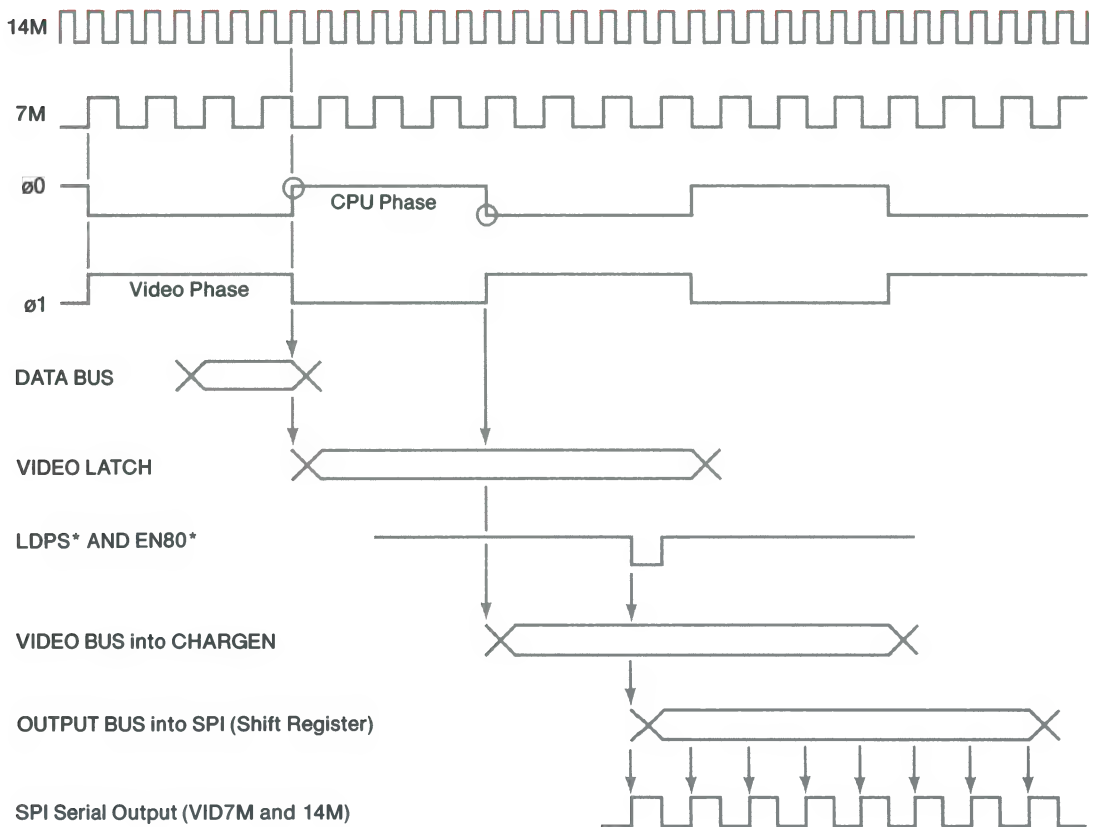 14M
7M
ø0
CPU Phase
Video Phase
ø1
DATA BUS
VIDEO LATCH
LDPS* AND EN80*
VIDEO BUS into CHARGEN
OUTPUT BUS into SPI (Shift Register)
SPI Serial Output (VID7M and 14M)